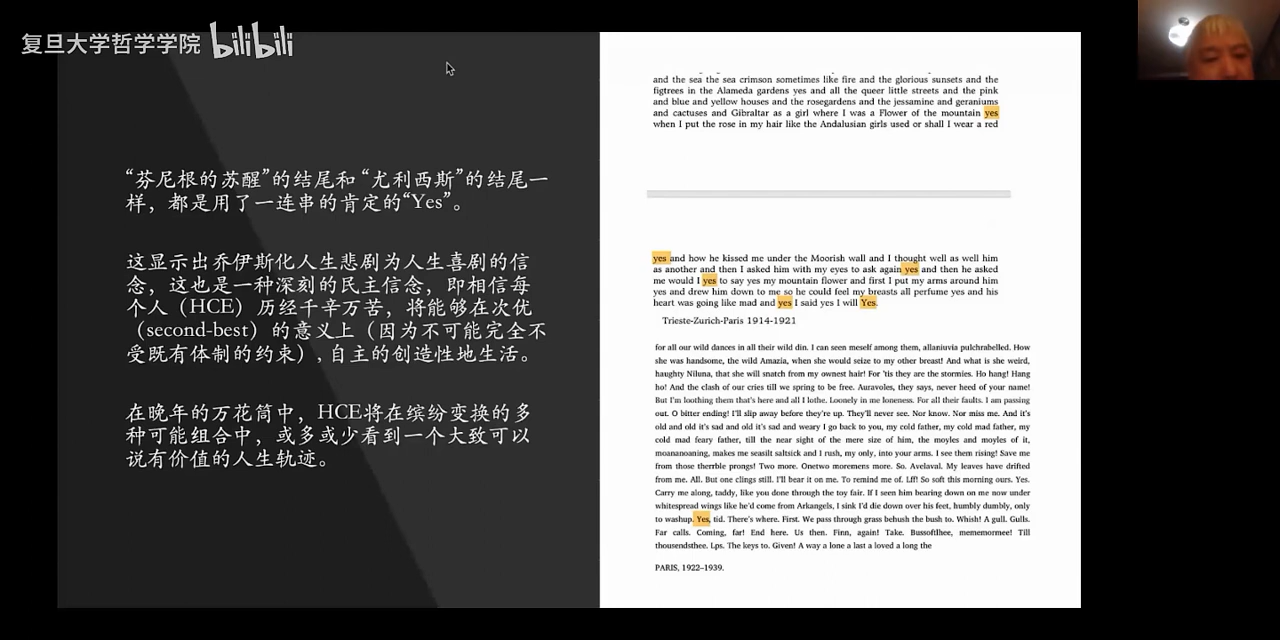 复旦大学哲学学院 bilibili
“芬尼根的苏醒”的结尾和“尤利西斯”的结尾一
样，都是用了一连串的肯定的“Yes”。
这显示出乔伊斯化人生悲剧为人生喜剧的信
念，这也是一种深刻的民主信念，即相信每
个人（HCE）历经千辛万苦，将能够在次优
（second-best）的意义上（因为不可能完全不
受既有体制的约束）, 自主的创造性地生活。
在晚年的万花筒中，HCE将在缤纷变换的多
种可能组合中，或多或少看到一个大致可以
说有价值的人生轨迹。
and the sea the sea crimson sometimes like fire and the glorious sunsets and the
figtrees in the Alameda gardens yes and all the queer little streets and the pink
and blue and yellow houses and the rosegardens and the jessamine and geraniums
and cactuses and Gibraltar as a girl where I was a Flower of the mountain yes
when I put the rose in my hair like the Andalusian girls used or shall I wear a red
yes and how he kissed me under the Moorish wall and I thought well as well him
as another and then I asked him with my eyes to ask again yes and then he asked
me would I yes to say yes my mountain flower and first I put my arms around him
yes and drew him down to me so he could feel my breasts all perfume yes and his
heart was going like mad and yes I said yes I will Yes.
Trieste-Zurich-Paris 1914-1921
for all our wild dances in all their wild din. I can seen meself among them, allaniuvia pulchrabelled. How
she was handsome, the wild Amazia, when she would seize to my other breast! And what is she weird,
haughty Niluna, that she will snatch from my ownest hair! For 'tis they are the stormies. Ho hang! Hang
ho! And the clash of our cries till we spring to be free. Auravoles, they says, never heed of your name!
But I'm loothing them that's here and all I lothe. Loonely in me loneness. For all their faults. I am passing
out. O bitter ending! I'll slip away before they're up. They'll never see. Nor know. Nor miss me. And it's
old and old it's sad and old it's sad and weary I go back to you, my cold father, my cold mad father, my
cold mad feary father, till the near sight of the mere size of him, the moyles and moyles of it,
moananoaning, makes me seasilt saltsick and I rush, my only, into your arms. I see them rising! Save me
from those therrble prongs! Two more. Onetwo moremens more. So. Avelaval. My leaves have drifted
from me. All. But one clings still. I'll bear it on me. To remind me of. Lff! So soft this morning ours. Yes.
Carry me along, taddy, like you done through the toy fair. If I seen him bearing down on me now under
whitespread wings like he'd come from Arkangels, I sink I'd die down over his feet, humbly dumbly, only
to washup. Yes, tid. There's where. First. We pass through grass behush the bush to. Whish! A gull. Gulls.
Far calls. Coming, far! End here. Us then. Finn, again! Take. Bussoftlhee, mememormee! Till
thousendsthee. Lps. The keys to. Given! A way a lone a last a loved a long the
PARIS, 1922–1939.